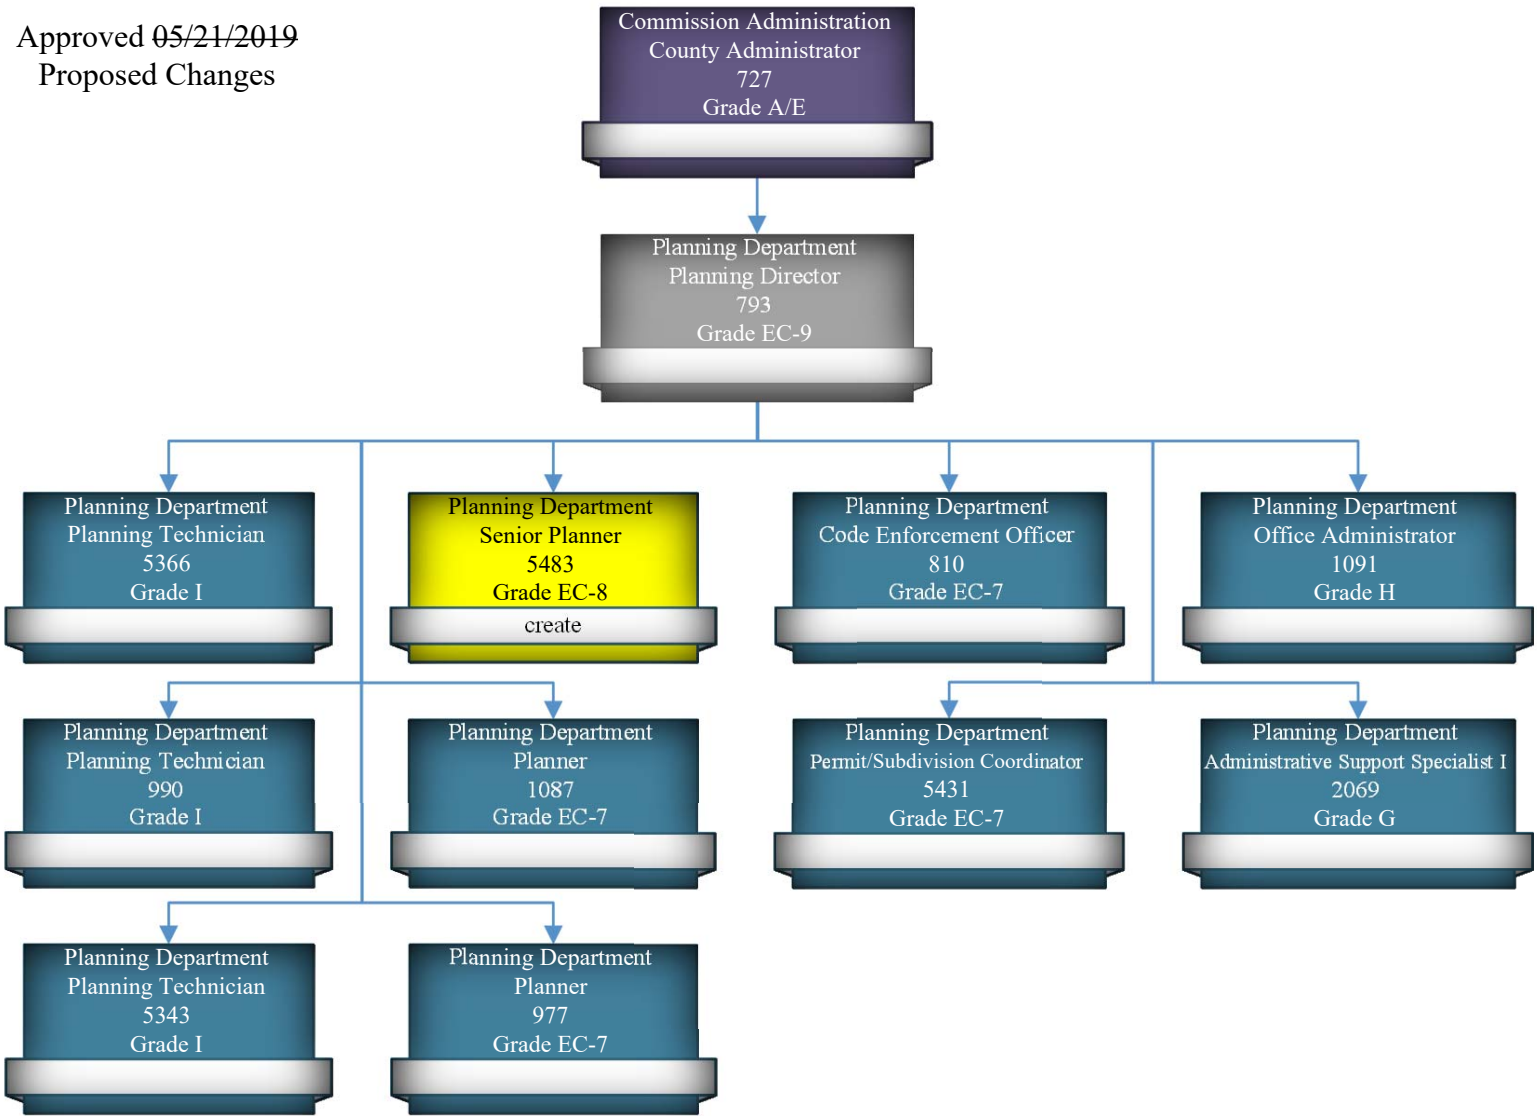 Approved 05/21/2019
Proposed Changes
Commission Administration
County Administrator
727
Grade A/E
Planning Department
Planning Director
793
Grade EC-9
Planning Department
Planning Technician
5366
Grade I
Planning Department
Senior Planner
5483
Grade EC-8
create
Planning Department
Code Enforcement Officer
810
Grade EC-7
Planning Department
Office Administrator
1091
Grade H
Planning Department
Planning Technician
990
Grade I
Planning Department
Planner
1087
Grade EC-7
Planning Department
Permit/Subdivision Coordinator
5431
Grade EC-7
Planning Department
Administrative Support Specialist I
2069
Grade G
Planning Department
Planning Technician
5343
Grade I
Planning Department
Planner
977
Grade EC-7